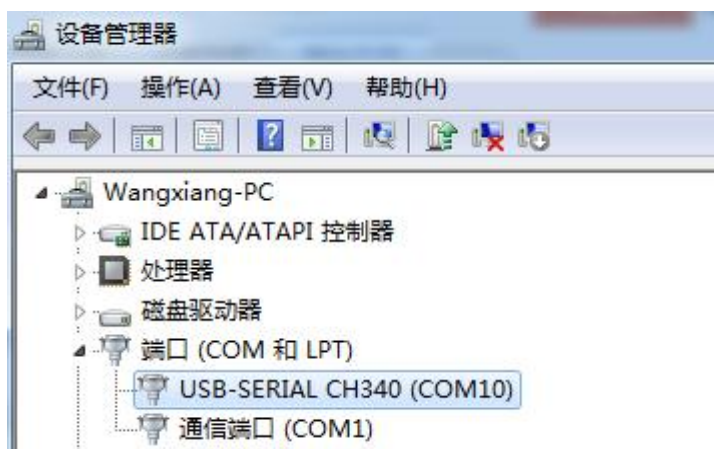 设备管理器
文件(F) 操作(A) 查看(V) 帮助(H)
Wangxiang-PC
IDE ATA/ATAPI 控制器
处理器
磁盘驱动器
端口 (COM 和 LPT)
USB-SERIAL CH340 (COM10)
通信端口 (COM1)